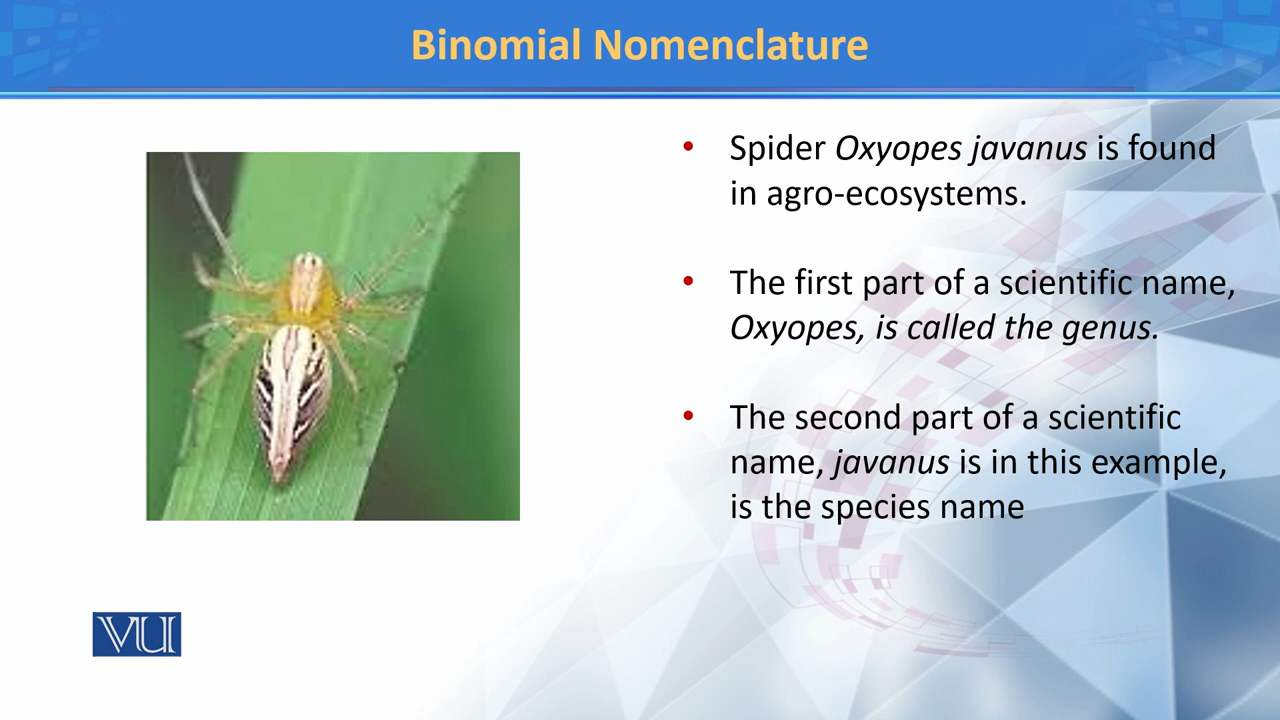 Binomial Nomenclature
• Spider Oxyopes javanus is found
in agro-ecosystems.
• The first part of a scientific name,
Oxyopes, is called the genus.
• The second part of a scientific
name, javanus is in this example,
is the species name
VU